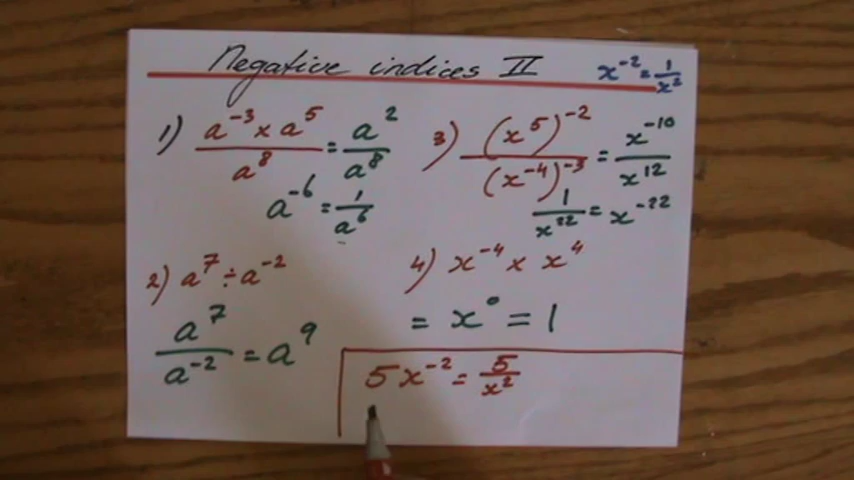 Negative indices II
x⁻² = 1/x²
1) (a⁻³ × a⁵)/a⁸ = a²/a⁸
a⁻⁶ = 1/a⁶
2) a⁷ ÷ a⁻²
a⁷/a⁻² = a⁹
3) (x⁵)⁻²/(x⁻⁴)⁻³ = x⁻¹⁰/x¹²
1/x²² = x⁻²²
4) x⁻⁴ × x⁴
= x⁰ = 1
5x⁻² = 5/x²